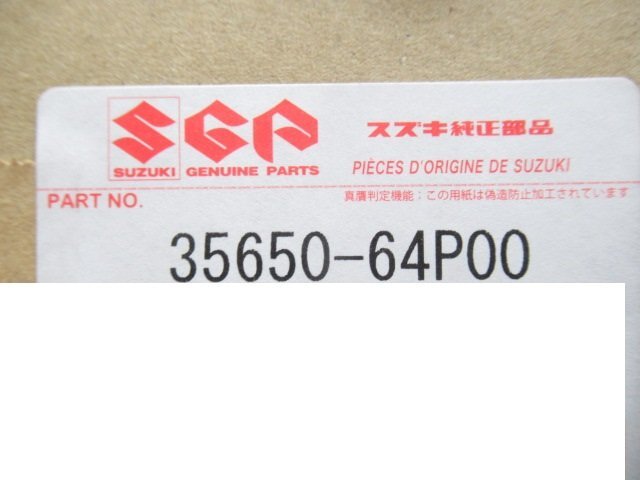 SGP スズキ純正部品
SUZUKI GENUINE PARTS PIÈCES D'ORIGINE DE SUZUKI
PART NO. 真贋判定機能：この用紙は偽造防止加工されています
35650-64P00